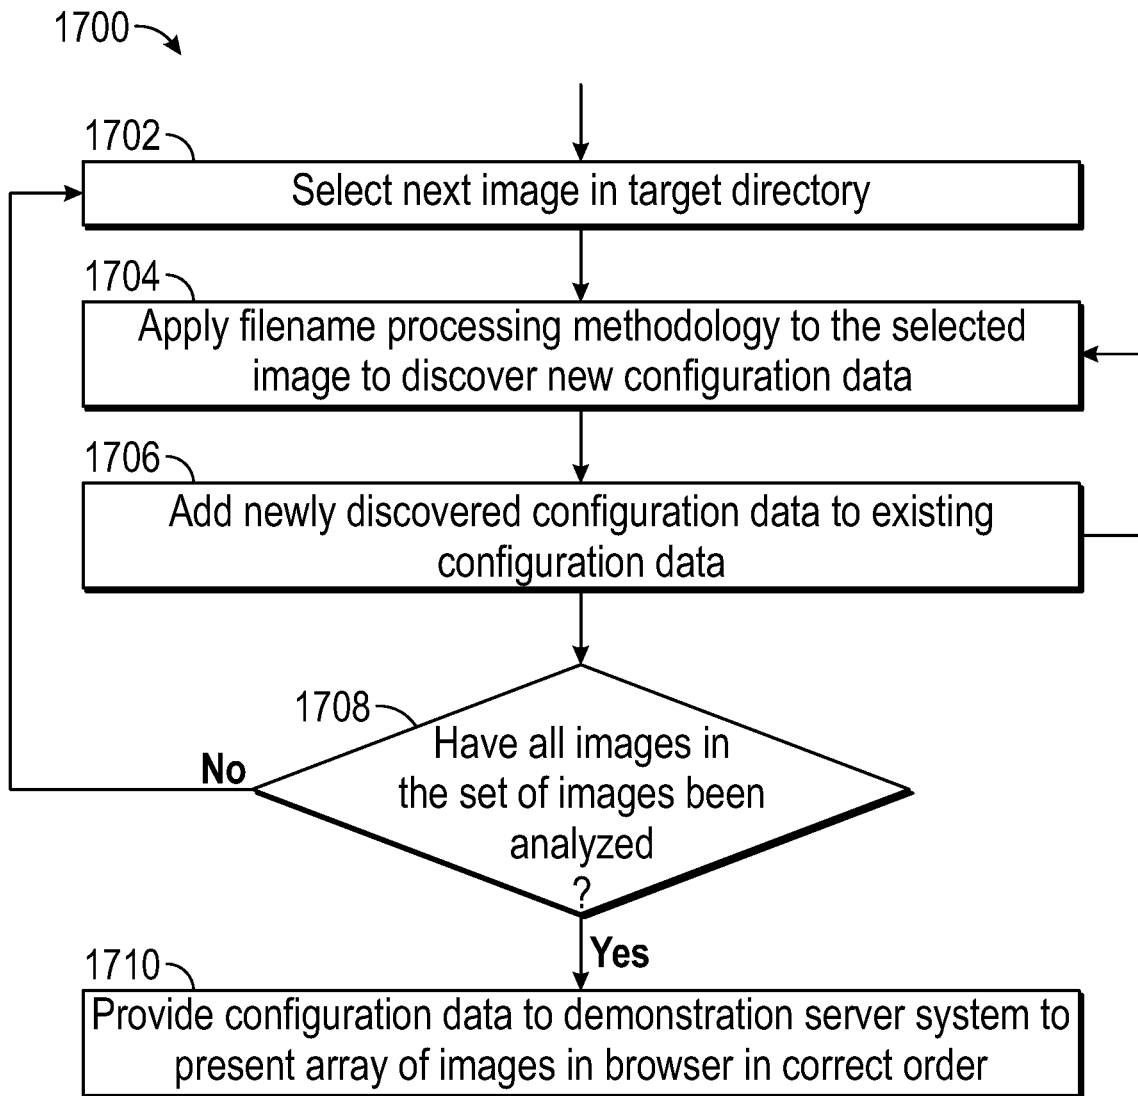 1700
1702
Select next image in target directory
1704
Apply filename processing methodology to the selected
image to discover new configuration data
1706
Add newly discovered configuration data to existing
configuration data
1708
Have all images in
the set of images been
analyzed
?
No
Yes
1710
Provide configuration data to demonstration server system to
present array of images in browser in correct order